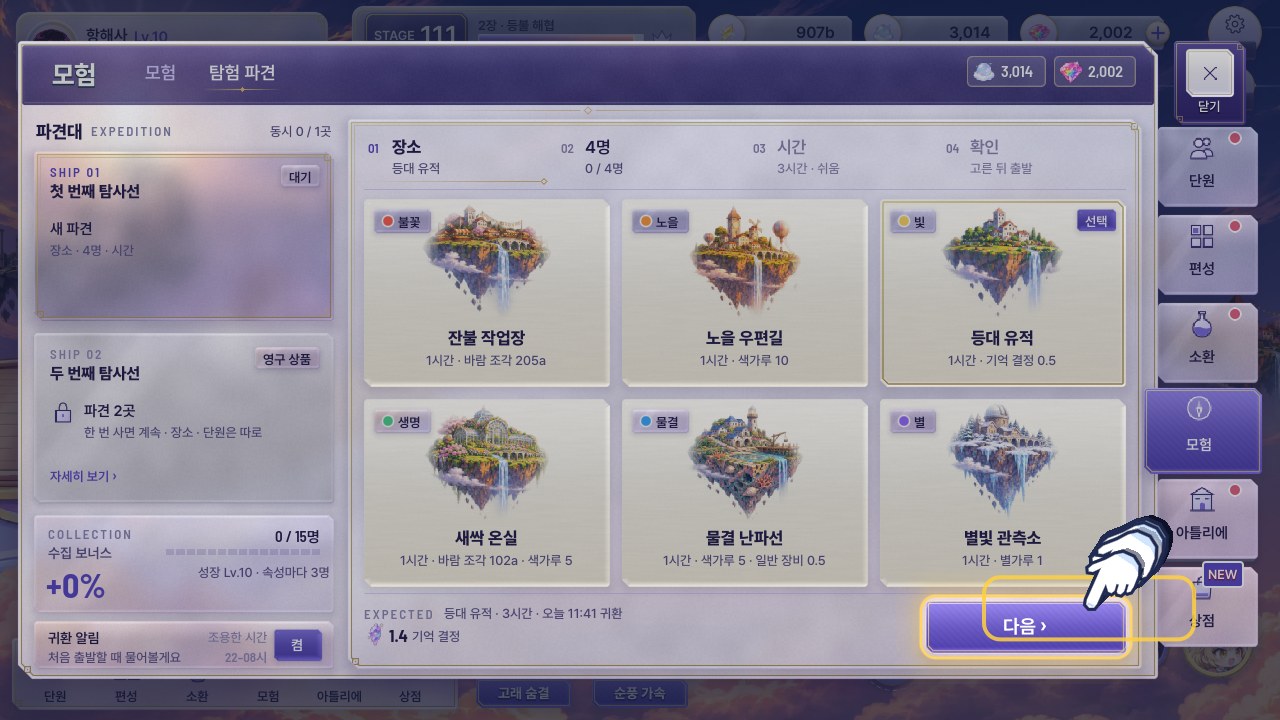 항해사 Lv.10
STAGE 111
2장 · 등불 해협
907b
3,014
2,002
모험
모험
탐험 파견
3,014
2,002
닫기
파견대 EXPEDITION
동시 0 / 1곳
SHIP 01
첫 번째 탐사선
대기
새 파견
장소 · 4명 · 시간
SHIP 02
두 번째 탐사선
영구 상품
파견 2곳
한 번 사면 계속 · 장소 · 단원은 따로
자세히 보기 ›
COLLECTION
수집 보너스
0 / 15명
+0%
성장 Lv.10 · 속성마다 3명
귀환 알림
처음 출발할 때 물어볼게요
조용한 시간
22-08시
켬
01 장소
등대 유적
02 4명
0 / 4명
03 시간
3시간 · 쉬움
04 확인
고른 뒤 출발
불꽃
잔불 작업장
1시간 · 바람 조각 205a
노을
노을 우편길
1시간 · 색가루 10
빛
선택
등대 유적
1시간 · 기억 결정 0.5
생명
새싹 온실
1시간 · 바람 조각 102a · 색가루 5
물결
물결 난파선
1시간 · 색가루 5 · 일반 장비 0.5
별
별빛 관측소
1시간 · 별가루 1
EXPECTED 등대 유적 · 3시간 · 오늘 11:41 귀환
1.4 기억 결정
다음 ›
단원
편성
소환
모험
아틀리에
NEW
상점
단원
편성
소환
모험
아틀리에
상점
고래 숨결
순풍 가속